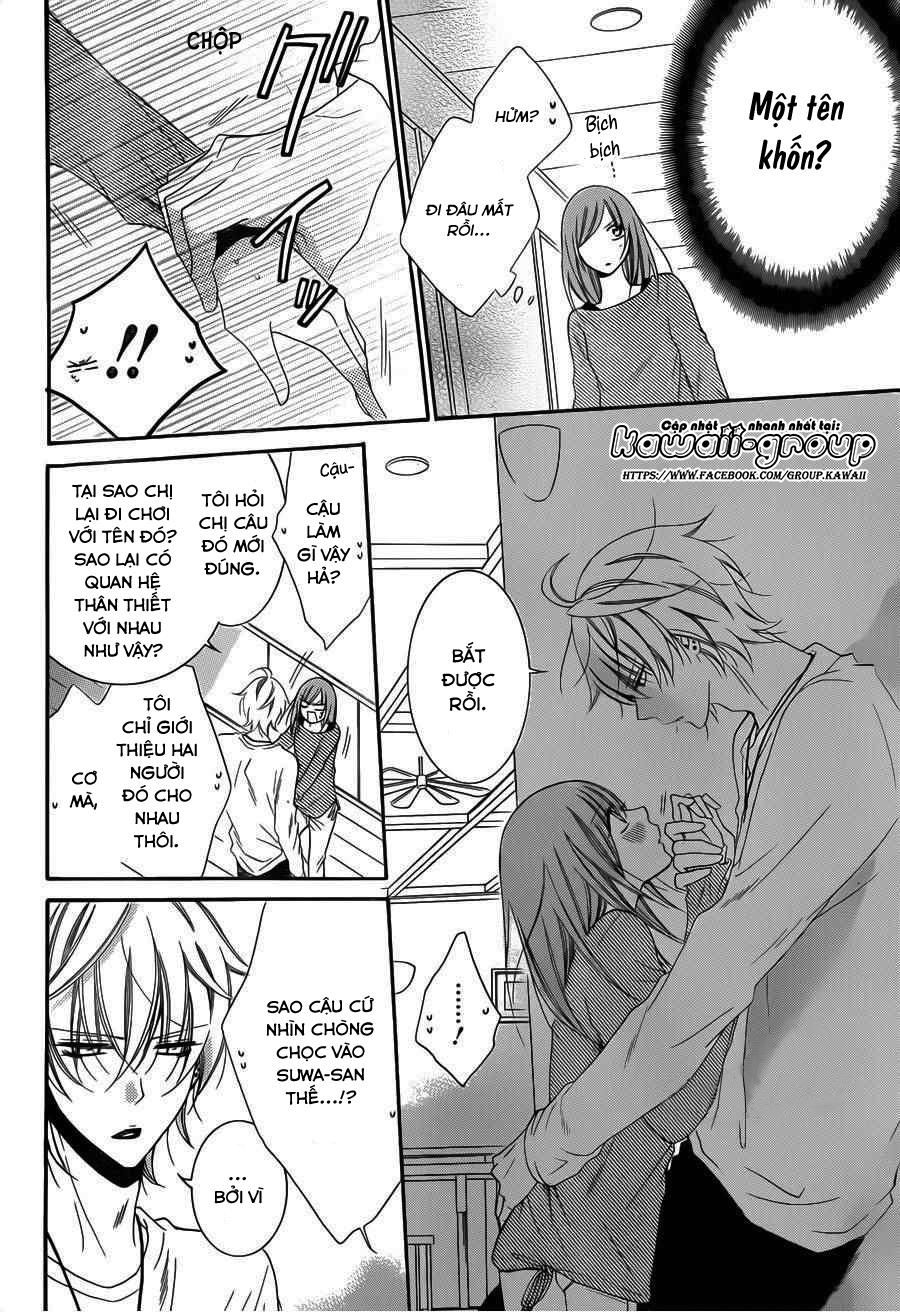 Một tên
khốn?
Bịch
bịch
HỬM?
ĐI ĐÂU MẤT
RỒI...
CHỘP
グ
イ
!!
Cập nhật nhanh nhất tại:
kawaii-group
HTTPS://WWW.FACEBOOK.COM/GROUP.KAWAII
BẮT
ĐƯỢC
RỒI.
Cậu-
CẬU
LÀM
GÌ VẬY
HẢ?
TÔI HỎI
CHỊ CÂU
ĐÓ MỚI
ĐÚNG.
TẠI SAO CHỊ
LẠI ĐI CHƠI
VỚI TÊN ĐÓ?
SAO LẠI CÓ
QUAN HỆ
THÂN THIẾT
VỚI NHAU
NHƯ VẬY?
TÔI
CHỈ GIỚI
THIỆU HAI
NGƯỜI
ĐÓ CHO
NHAU
THÔI.
CƠ
MÀ,
......!
SAO CẬU CỨ
NHÌN CHÒNG
CHỌC VÀO
SUWA-SAN
THẾ...!?
...
BỞI VÌ